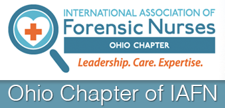 INTERNATIONAL ASSOCIATION OF
Forensic Nurses
OHIO CHAPTER
Leadership. Care. Expertise.
Ohio Chapter of IAFN